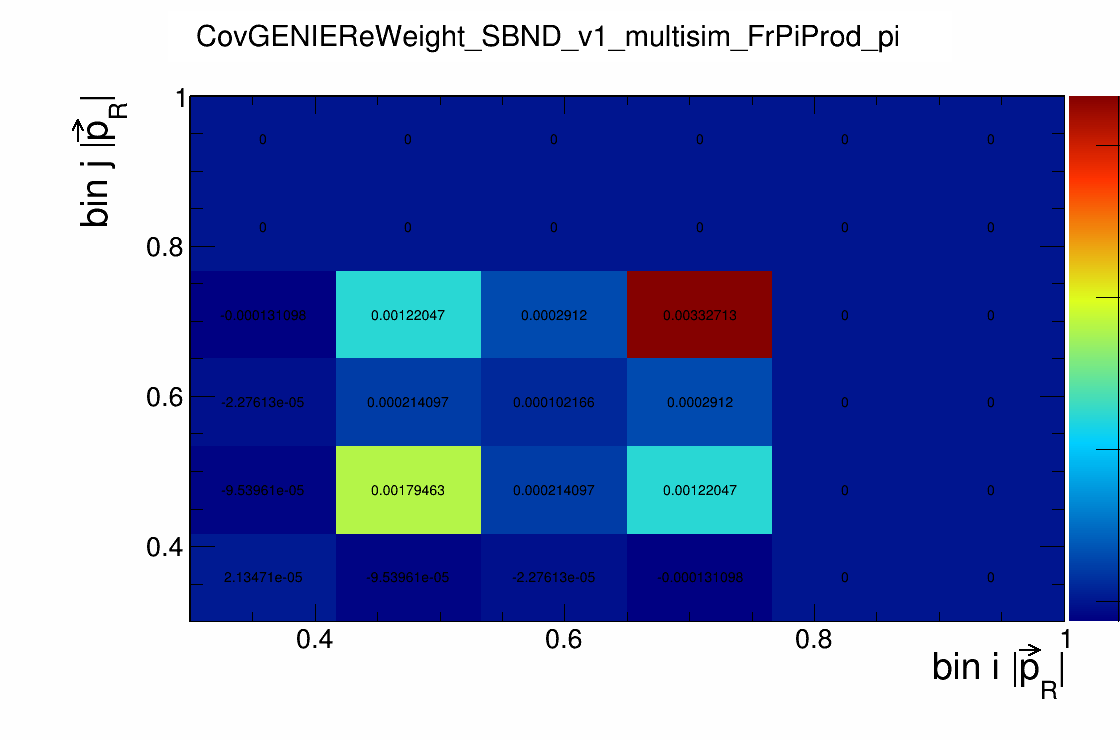 CovGENIEReWeight_SBND_v1_multisim_FrPiProd_pi
bin j |p⃗_R|
1
0 0 0 0 0 0
0 0 0 0 0 0
0.8
-0.000131098 0.00122047 0.0002912 0.00332713 0 0
0.6
-2.27613e-05 0.000214097 0.000102166 0.0002912 0 0
-9.53961e-05 0.00179463 0.000214097 0.00122047 0 0
0.4
2.13471e-05 -9.53961e-05 -2.27613e-05 -0.000131098 0 0
0.4 0.6 0.8 1
bin i |p⃗_R|